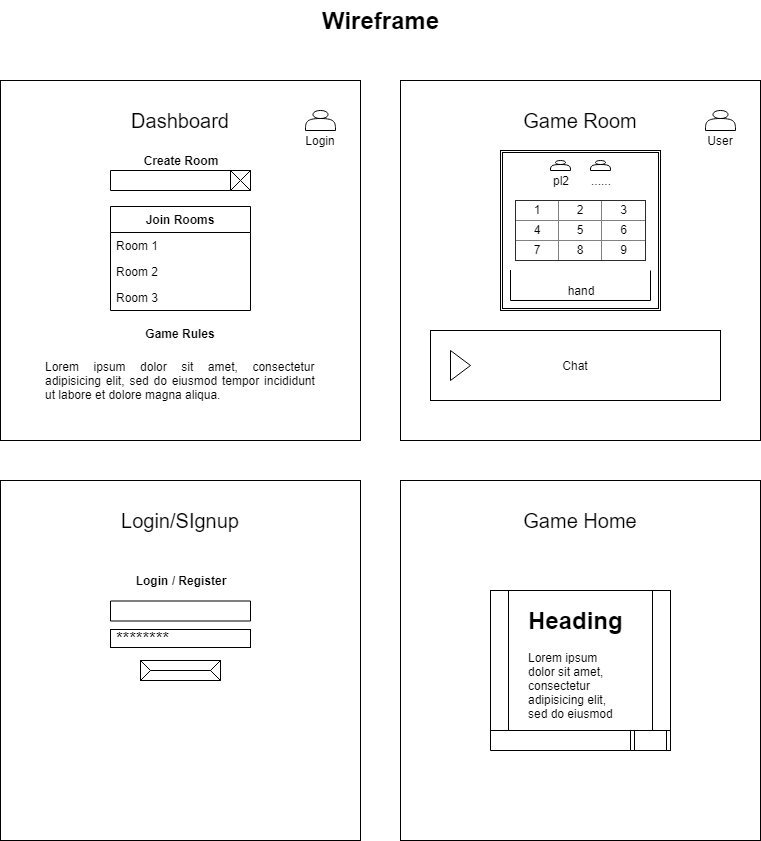 Wireframe
Dashboard
Login
Create Room
Join Rooms
Room 1
Room 2
Room 3
Game Rules
Lorem ipsum dolor sit amet, consectetur
adipisicing elit, sed do eiusmod tempor incididunt
ut labore et dolore magna aliqua.
Game Room
User
pl2 ......
1 2 3
4 5 6
7 8 9
hand
Chat
Login/SIgnup
Login / Register
********
Game Home
Heading
Lorem ipsum
dolor sit amet,
consectetur
adipisicing elit,
sed do eiusmod